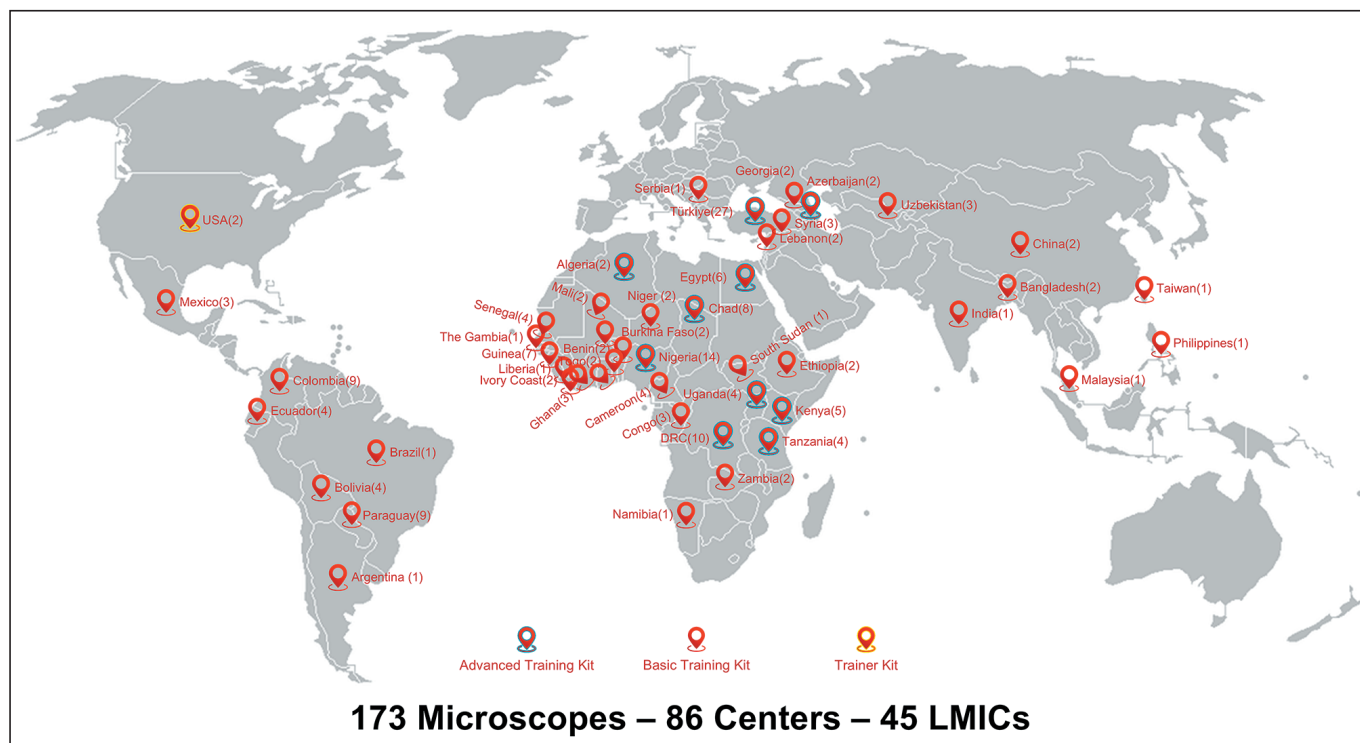 Georgia(2)
Azerbaijan(2)
Serbia(1)
Uzbekistan(3)
Türkiye(27)
USA(2)
Syria(3)
Lebanon(2)
China(2)
Algeria(2)
Egypt(6)
Bangladesh(2)
Taiwan(1)
Mexico(3)
Mali(2)
Niger (2)
Chad(8)
India(1)
Senegal(4)
The Gambia(1)
Burkina Faso(2)
South Sudan (1)
Philippines(1)
Guinea(7)
Benin(2)
Nigeria(14)
Ethiopia(2)
Liberia(1)
Togo(2)
Colombia(9)
Ivory Coast(2)
Malaysia(1)
Ghana(3)
Cameroon(4)
Uganda(4)
Kenya(5)
Ecuador(4)
Congo(3)
DRC(10)
Tanzania(4)
Brazil(1)
Bolivia(4)
Zambia(2)
Paraguay(9)
Namibia(1)
Argentina (1)
Advanced Training Kit
Basic Training Kit
Trainer Kit
173 Microscopes – 86 Centers – 45 LMICs